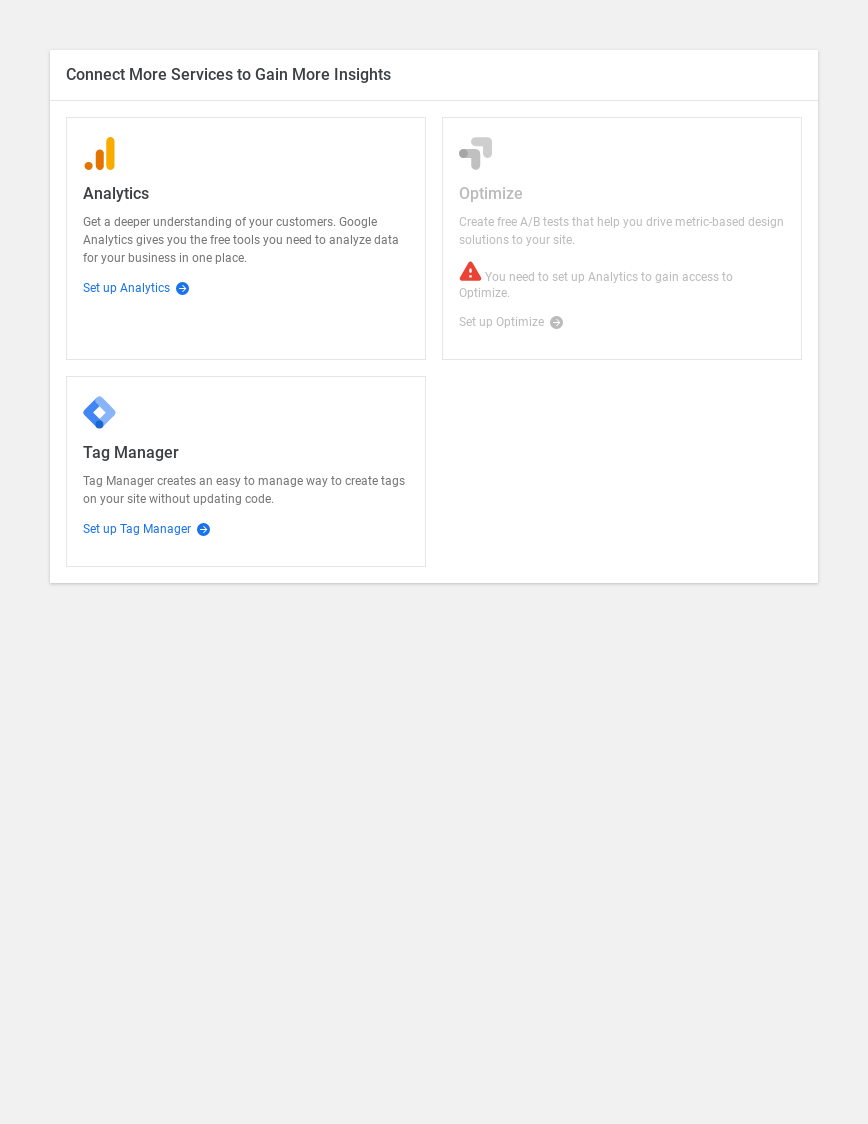 Connect More Services to Gain More Insights
Analytics
Get a deeper understanding of your customers. Google
Analytics gives you the free tools you need to analyze data
for your business in one place.
Set up Analytics
Optimize
Create free A/B tests that help you drive metric-based design
solutions to your site.
You need to set up Analytics to gain access to
Optimize.
Set up Optimize
Tag Manager
Tag Manager creates an easy to manage way to create tags
on your site without updating code.
Set up Tag Manager